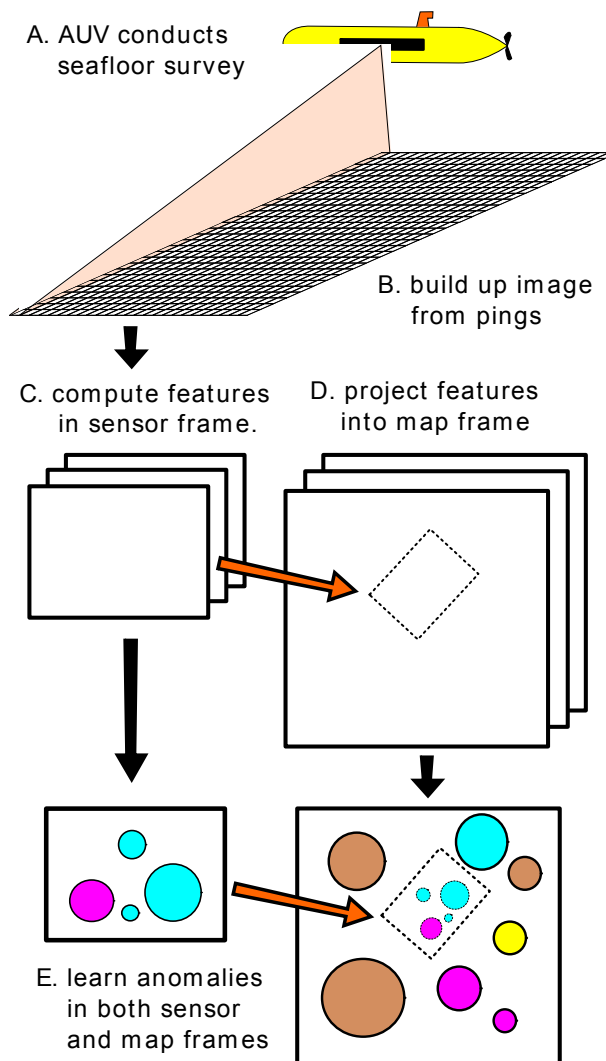 A. AUV conducts
seafloor survey
B. build up image
from pings
C. compute features
in sensor frame.
D. project features
into map frame
E. learn anomalies
in both sensor
and map frames